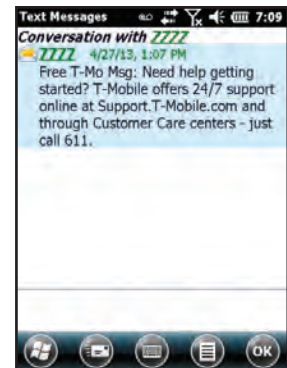 Text Messages 7:09
Conversation with 7777
7777 4/27/13, 1:07 PM
Free T-Mo Msg: Need help getting
started? T-Mobile offers 24/7 support
online at Support.T-Mobile.com and
through Customer Care centers - just
call 611.
OK